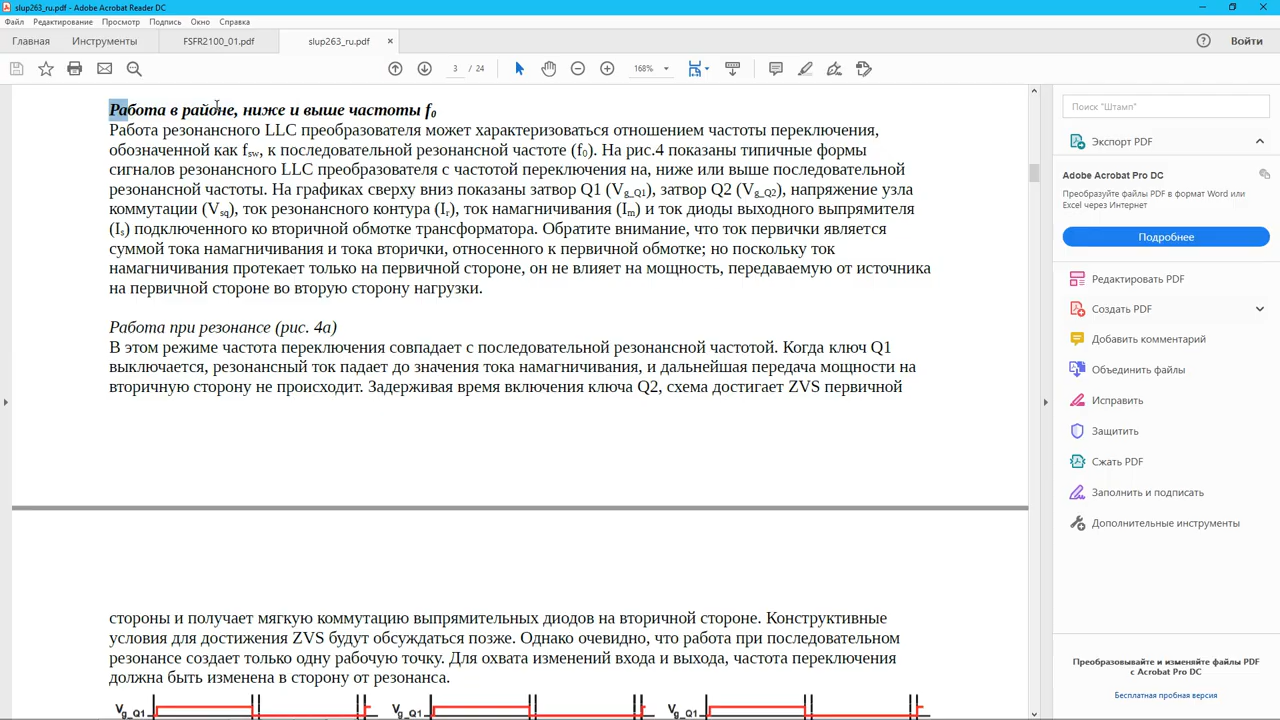 slup263_ru.pdf - Adobe Acrobat Reader DC
Файл Редактирование Просмотр Подпись Окно Справка
Главная Инструменты FSFR2100_01.pdf slup263_ru.pdf × Войти
3 / 24 168%
Работа в районе, ниже и выше частоты f0
Работа резонансного LLC преобразователя может характеризоваться отношением частоты переключения,
обозначенной как fsw, к последовательной резонансной частоте (f0). На рис.4 показаны типичные формы
сигналов резонансного LLC преобразователя с частотой переключения на, ниже или выше последовательной
резонансной частоты. На графиках сверху вниз показаны затвор Q1 (Vg_Q1), затвор Q2 (Vg_Q2), напряжение узла
коммутации (Vsq), ток резонансного контура (Ir), ток намагничивания (Im) и ток диоды выходного выпрямителя
(Is) подключенного ко вторичной обмотке трансформатора. Обратите внимание, что ток первички является
суммой тока намагничивания и тока вторички, отнесенного к первичной обмотке; но поскольку ток
намагничивания протекает только на первичной стороне, он не влияет на мощность, передаваемую от источника
на первичной стороне во вторую сторону нагрузки.
Работа при резонансе (рис. 4a)
В этом режиме частота переключения совпадает с последовательной резонансной частотой. Когда ключ Q1
выключается, резонансный ток падает до значения тока намагничивания, и дальнейшая передача мощности на
вторичную сторону не происходит. Задерживая время включения ключа Q2, схема достигает ZVS первичной
стороны и получает мягкую коммутацию выпрямительных диодов на вторичной стороне. Конструктивные
условия для достижения ZVS будут обсуждаться позже. Однако очевидно, что работа при последовательном
резонансе создает только одну рабочую точку. Для охвата изменений входа и выхода, частота переключения
должна быть изменена в сторону от резонанса.
Vg_Q1 Vg_Q1 Vg_Q1
Поиск "Штамп"
Экспорт PDF
Adobe Acrobat Pro DC
Преобразуйте файлы PDF в формат Word или
Excel через Интернет
Подробнее
Редактировать PDF
Создать PDF
Добавить комментарий
Объединить файлы
Исправить
Защитить
Сжать PDF
Заполнить и подписать
Дополнительные инструменты
Преобразовывайте и изменяйте файлы PDF
с Acrobat Pro DC
Бесплатная пробная версия